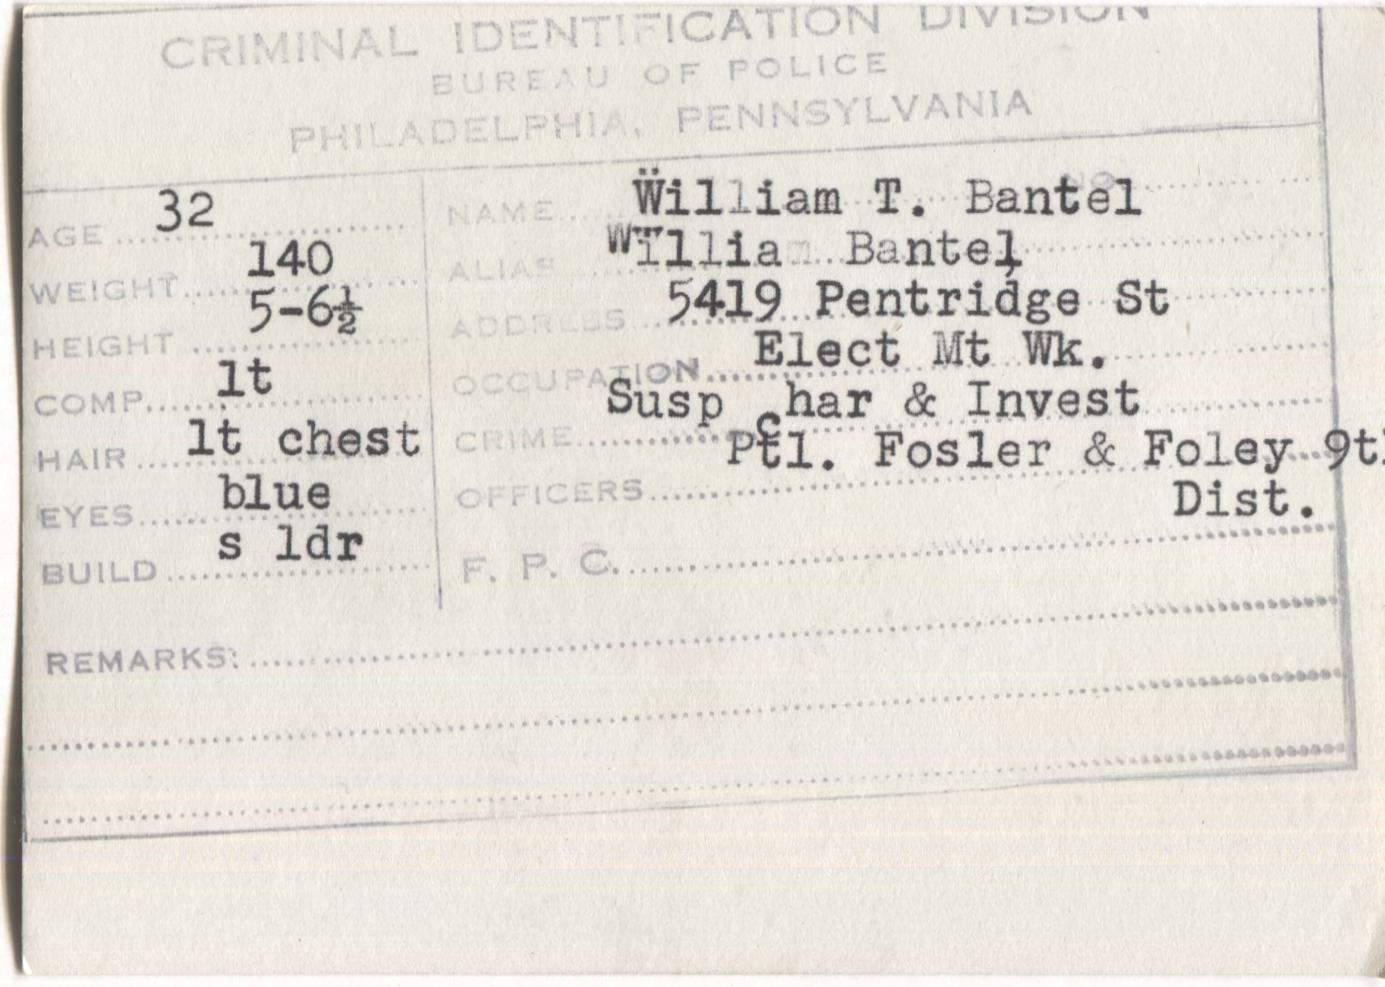 CRIMINAL IDENTIFICATION DIVISION
BUREAU OF POLICE
PHILADELPHIA, PENNSYLVANIA
NO.
AGE 32
WEIGHT 140
HEIGHT 5-6½
COMP. lt
HAIR lt chest
EYES blue
BUILD s ldr
NAME William T. Bantel
ALIAS William Bantel
ADDRESS 5419 Pentridge St
OCCUPATION Elect Mt Wk.
CRIME Susp char & Invest
OFFICERS Ptl. Fosler & Foley 9th
Dist.
F. P. C.
REMARKS: